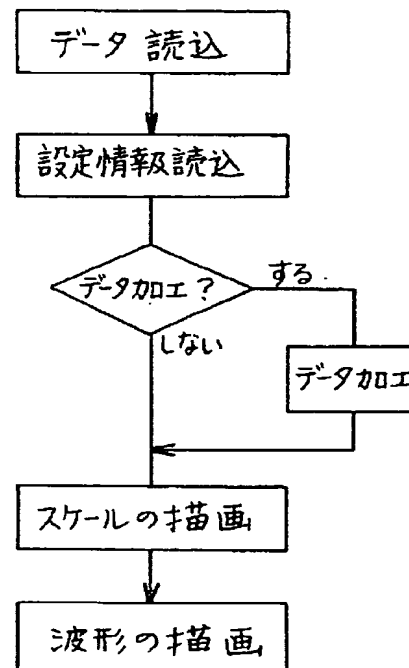 データ 読込
設定情報読込
データ加工?
する
しない
データ加工
スケールの描画
波形の描画